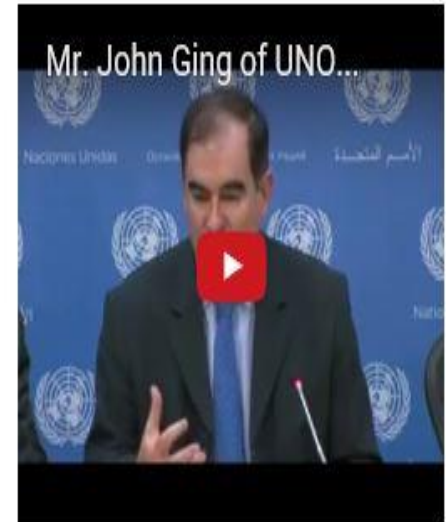 Mr. John Ging of UNO...
Naciones Unidas
الأمم المتحدة